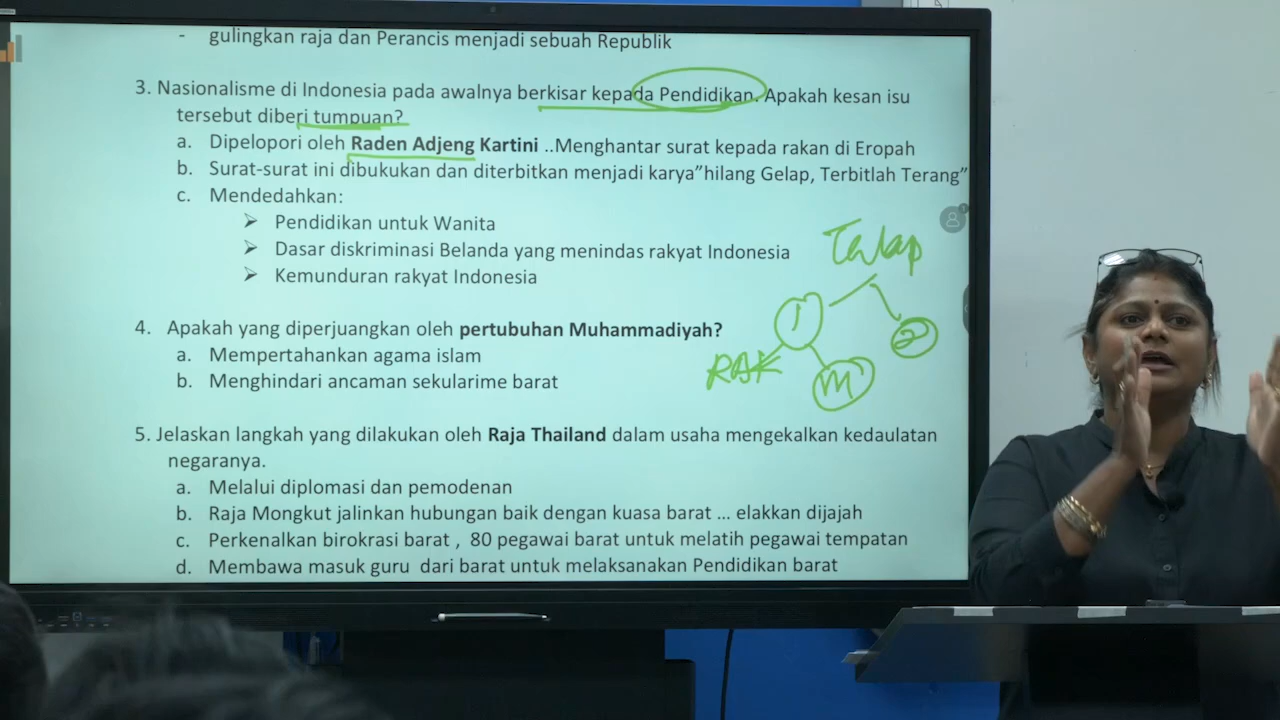 - gulingkan raja dan Perancis menjadi sebuah Republik
3. Nasionalisme di Indonesia pada awalnya berkisar kepada Pendidikan. Apakah kesan isu
tersebut diberi tumpuan?
a. Dipelopori oleh Raden Adjeng Kartini ..Menghantar surat kepada rakan di Eropah
b. Surat-surat ini dibukukan dan diterbitkan menjadi karya”hilang Gelap, Terbitlah Terang”
c. Mendedahkan:
➢ Pendidikan untuk Wanita
➢ Dasar diskriminasi Belanda yang menindas rakyat Indonesia
➢ Kemunduran rakyat Indonesia
1
2
RAK
M
4. Apakah yang diperjuangkan oleh pertubuhan Muhammadiyah?
a. Mempertahankan agama islam
b. Menghindari ancaman sekularime barat
5. Jelaskan langkah yang dilakukan oleh Raja Thailand dalam usaha mengekalkan kedaulatan
negaranya.
a. Melalui diplomasi dan pemodenan
b. Raja Mongkut jalinkan hubungan baik dengan kuasa barat ... elakkan dijajah
c. Perkenalkan birokrasi barat , 80 pegawai barat untuk melatih pegawai tempatan
d. Membawa masuk guru dari barat untuk melaksanakan Pendidikan barat